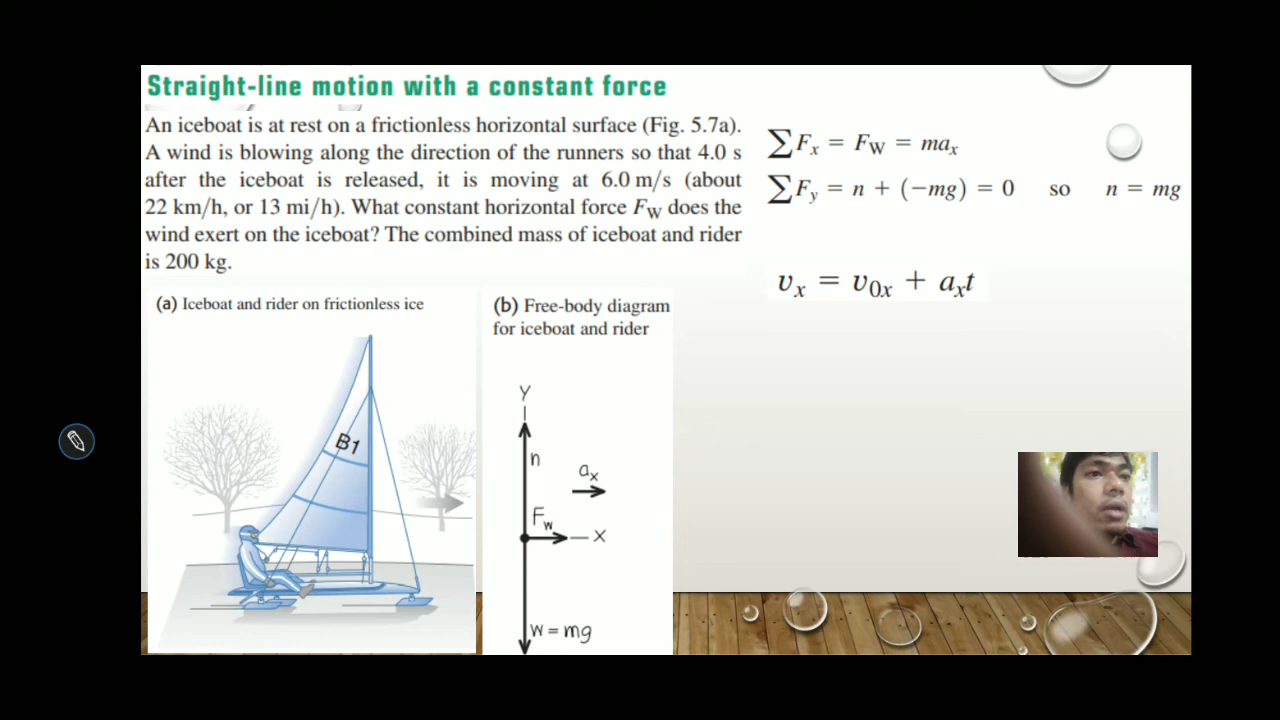 Straight-line motion with a constant force
An iceboat is at rest on a frictionless horizontal surface (Fig. 5.7a).
A wind is blowing along the direction of the runners so that 4.0 s
after the iceboat is released, it is moving at 6.0 m/s (about
22 km/h, or 13 mi/h). What constant horizontal force F_W does the
wind exert on the iceboat? The combined mass of iceboat and rider
is 200 kg.
∑F_x = F_W = ma_x
∑F_y = n + (−mg) = 0 so n = mg
v_x = v_0x + a_x t
(a) Iceboat and rider on frictionless ice
B1
(b) Free-body diagram
for iceboat and rider
y
n
a_x
F_w
x
w = mg